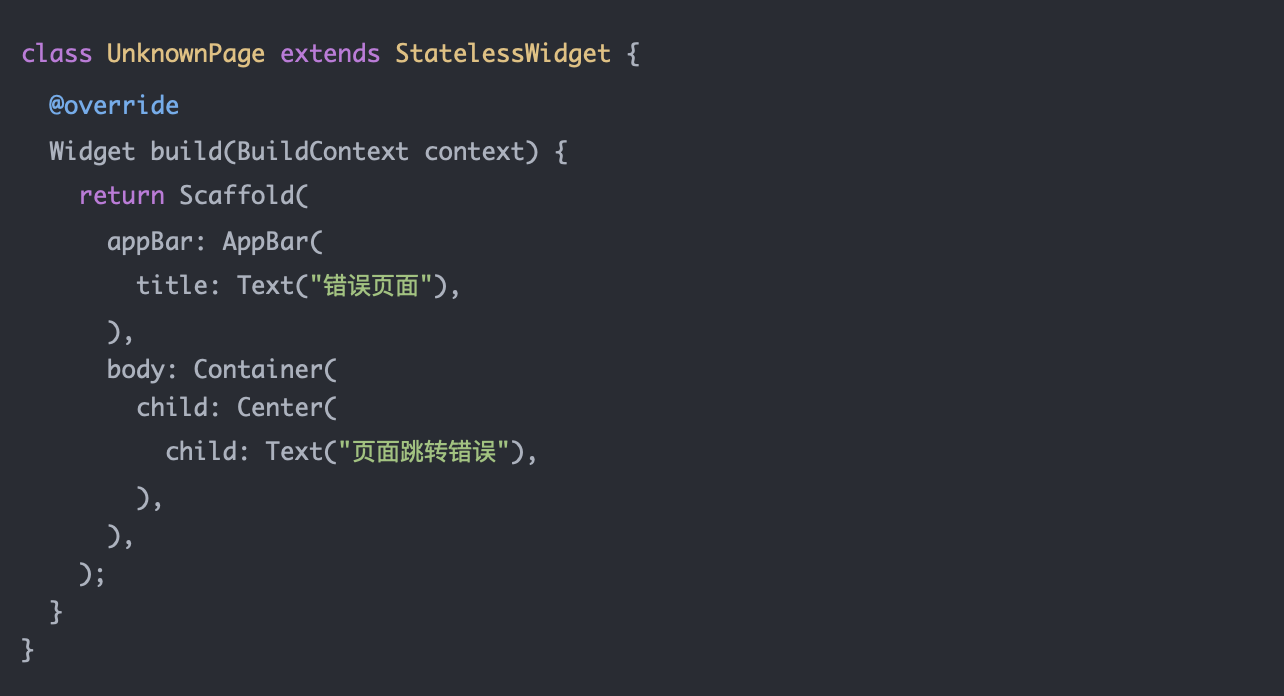 class UnknownPage extends StatelessWidget {
  @override
  Widget build(BuildContext context) {
    return Scaffold(
      appBar: AppBar(
        title: Text("错误页面"),
      ),
      body: Container(
        child: Center(
          child: Text("页面跳转错误"),
        ),
      ),
    );
  }
}